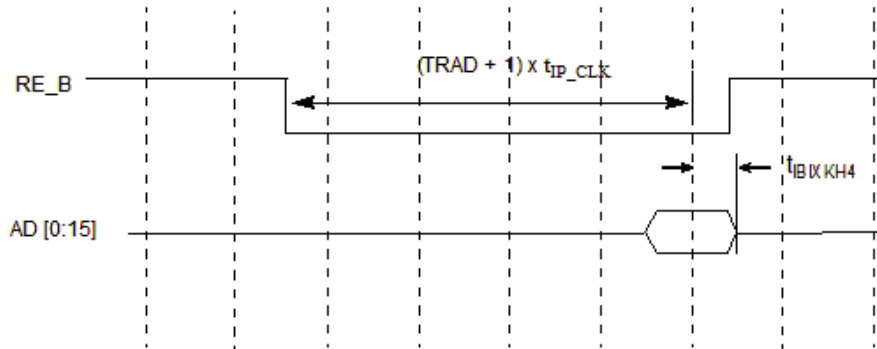 (TRAD + 1) x tIP_CLK
RE_B
tIBIXKH4
AD [0:15]